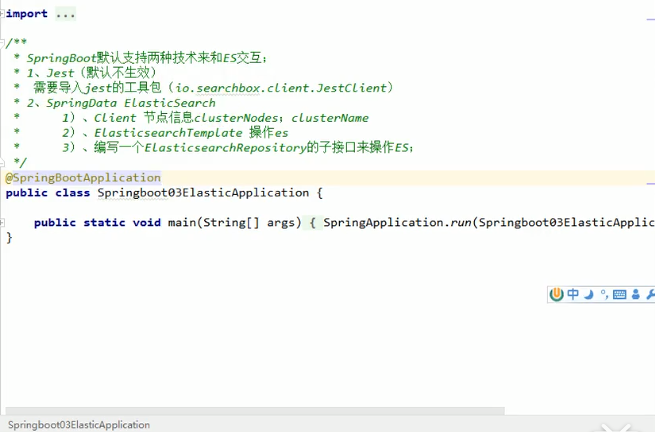 import ...
/**
 * SpringBoot默认支持两种技术来和ES交互；
 * 1、Jest（默认不生效）
 *  需要导入jest的工具包（io.searchbox.client.JestClient）
 * 2、SpringData ElasticSearch
 *      1）、Client 节点信息clusterNodes；clusterName
 *      2）、ElasticsearchTemplate 操作es
 *      3）、编写一个ElasticsearchRepository的子接口来操作ES；
 */
@SpringBootApplication
public class Springboot03ElasticApplication {
    public static void main(String[] args) { SpringApplication.run(Springboot03ElasticApplic
}
中
Springboot03ElasticApplication